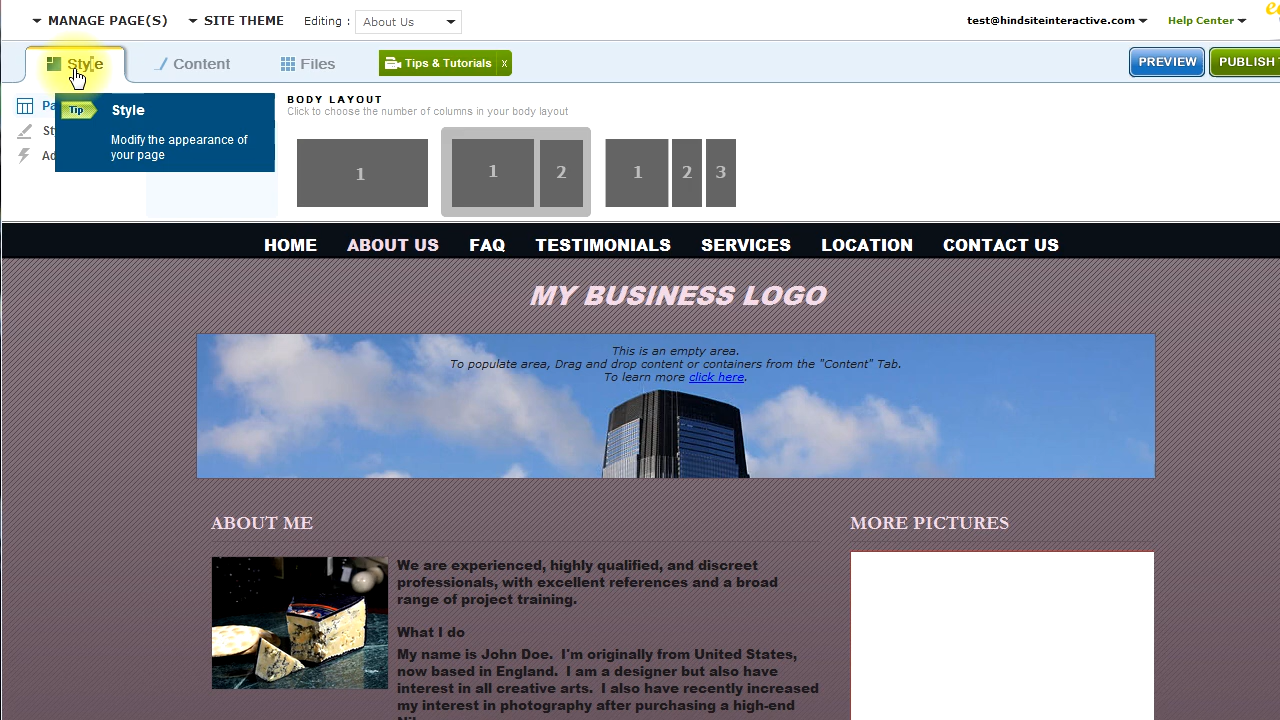 MANAGE PAGE(S) SITE THEME Editing : About Us test@hindsiteinteractive.com Help Center
Style Content Files Tips & Tutorials X PREVIEW PUBLISH
Tip Style
Modify the appearance of
your page
BODY LAYOUT
Click to choose the number of columns in your body layout
1 1 2 1 2 3
HOME ABOUT US FAQ TESTIMONIALS SERVICES LOCATION CONTACT US
MY BUSINESS LOGO
This is an empty area.
To populate area, Drag and drop content or containers from the "Content" Tab.
To learn more click here.
ABOUT ME MORE PICTURES
We are experienced, highly qualified, and discreet
professionals, with excellent references and a broad
range of project training.
What I do
My name is John Doe. I'm originally from United States,
now based in England. I am a designer but also have
interest in all creative arts. I also have recently increased
my interest in photography after purchasing a high-end